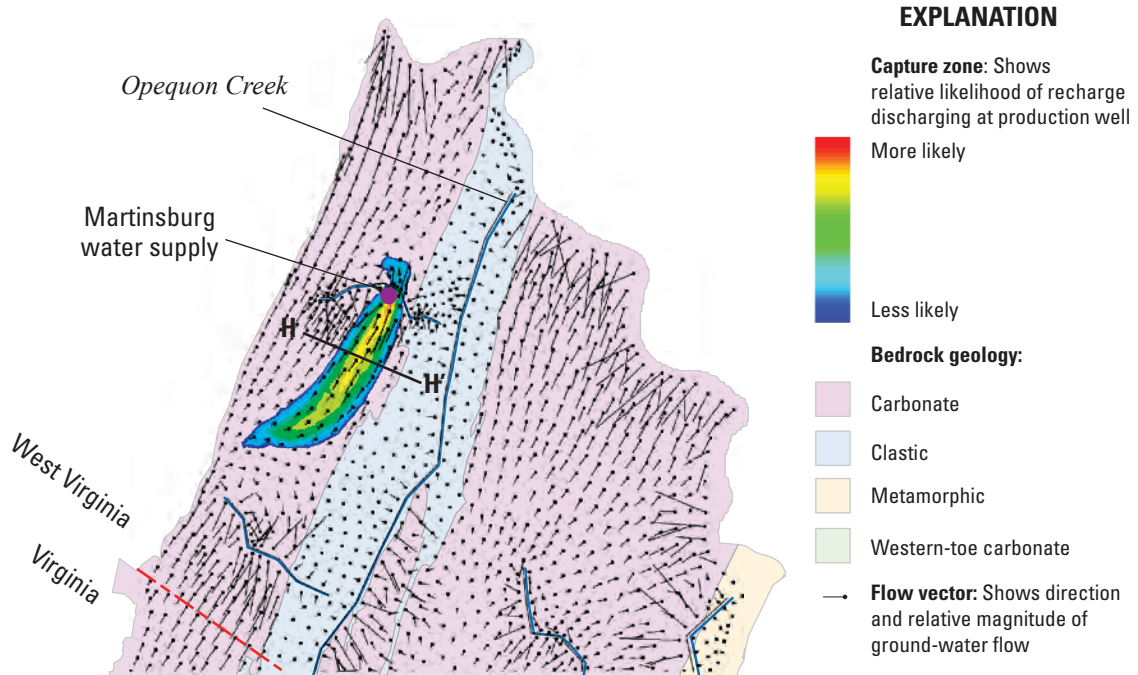 Opequon Creek
Martinsburg
water supply
H
H'
West Virginia
Virginia
EXPLANATION
Capture zone: Shows
relative likelihood of recharge
discharging at production well
More likely
Less likely
Bedrock geology:
Carbonate
Clastic
Metamorphic
Western-toe carbonate
Flow vector: Shows direction
and relative magnitude of
ground-water flow